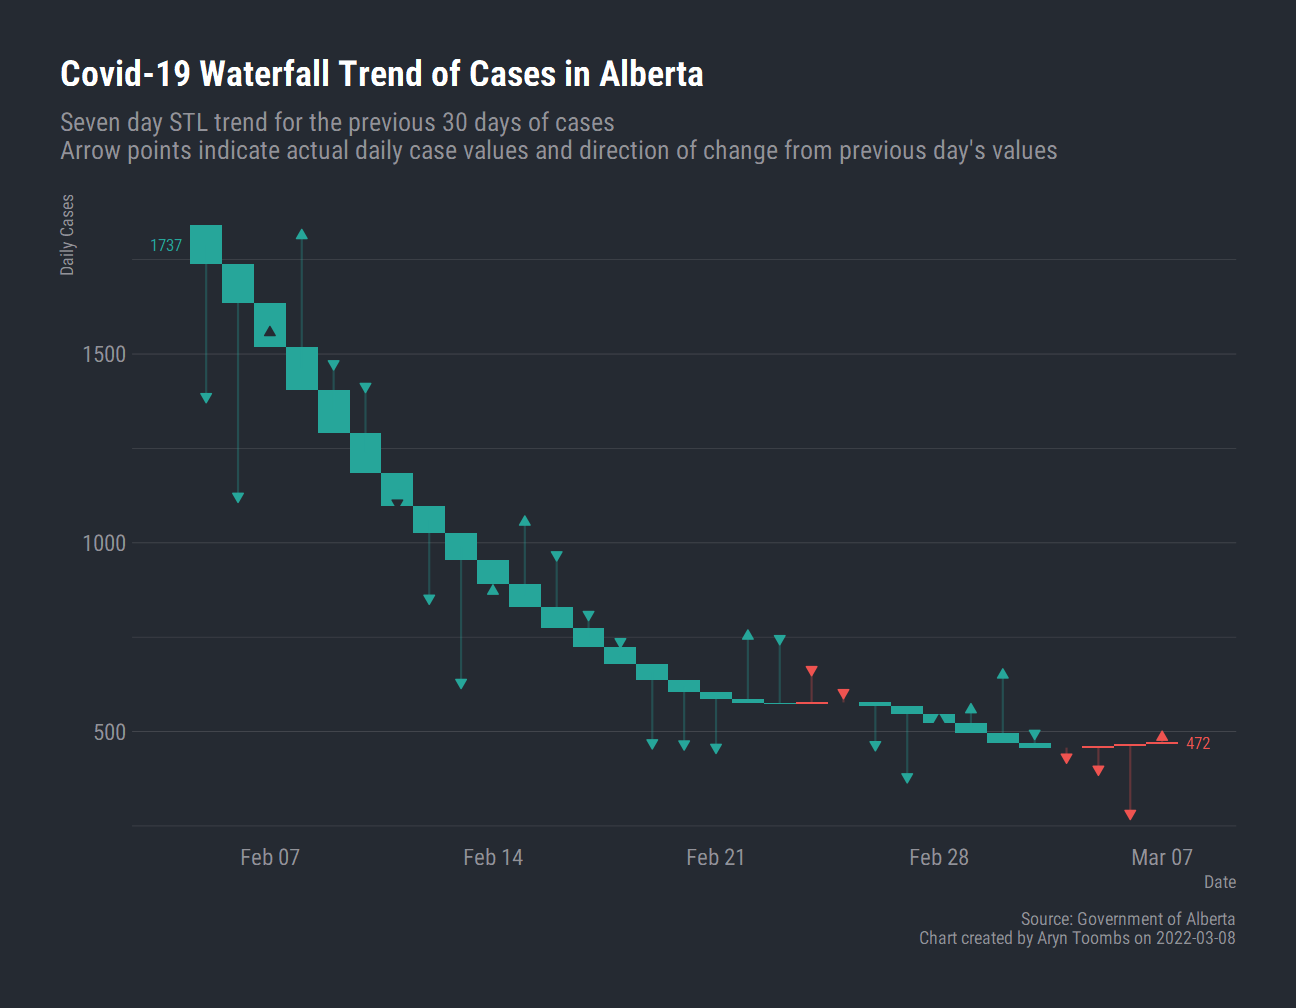 Covid-19 Waterfall Trend of Cases in Alberta
Seven day STL trend for the previous 30 days of cases
Arrow points indicate actual daily case values and direction of change from previous day's values
Daily Cases
1737
1500
1000
500
472
Feb 07
Feb 14
Feb 21
Feb 28
Mar 07
Date
Source: Government of Alberta
Chart created by Aryn Toombs on 2022-03-08